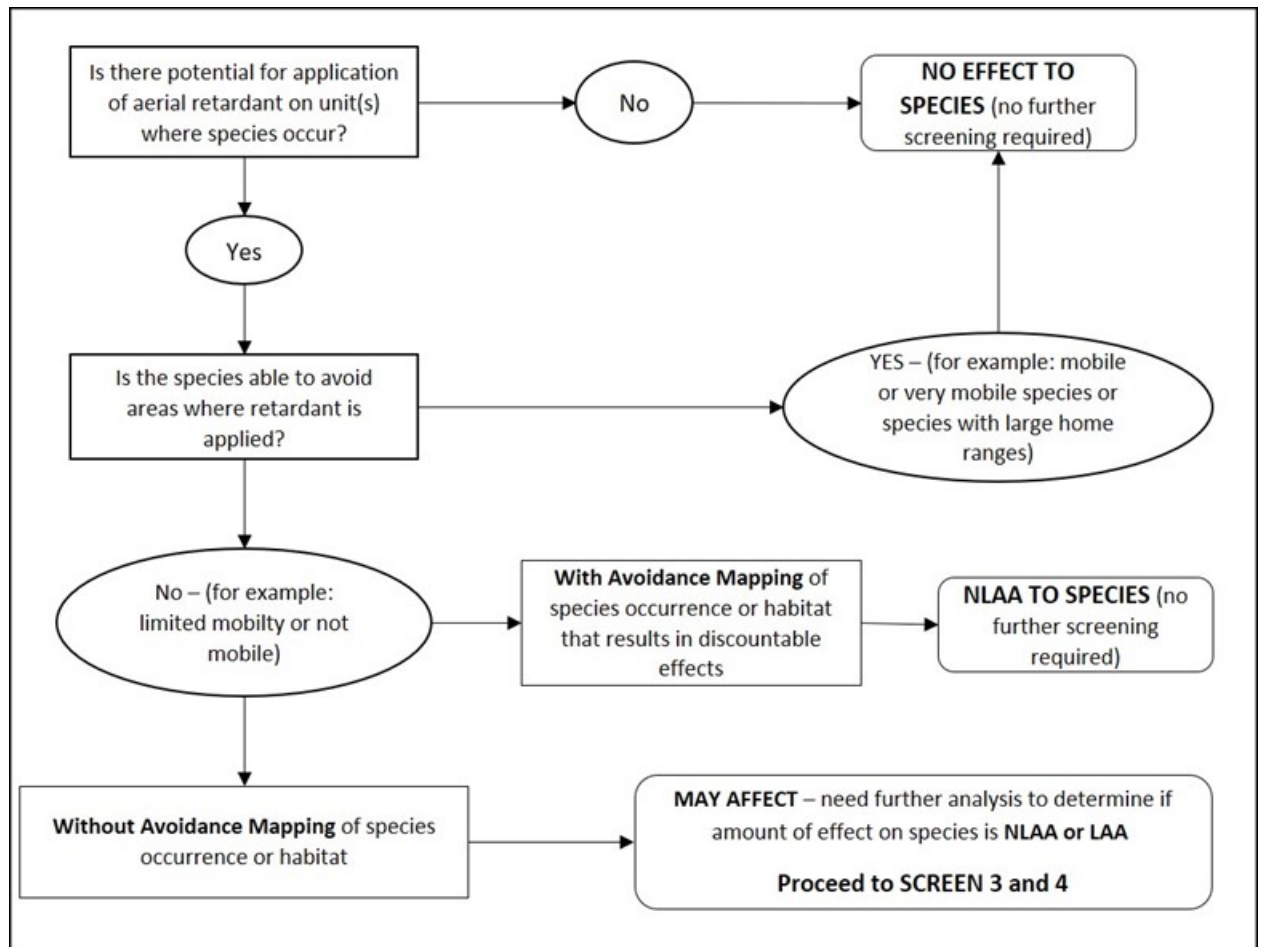 Is there potential for application
of aerial retardant on unit(s)
where species occur?
No
NO EFFECT TO
SPECIES (no further
screening required)
Yes
Is the species able to avoid
areas where retardant is
applied?
YES – (for example: mobile
or very mobile species or
species with large home
ranges)
No – (for example:
limited mobilty or not
mobile)
With Avoidance Mapping of
species occurrence or habitat
that results in discountable
effects
NLAA TO SPECIES (no
further screening
required)
Without Avoidance Mapping of species
occurrence or habitat
MAY AFFECT – need further analysis to determine if
amount of effect on species is NLAA or LAA
Proceed to SCREEN 3 and 4